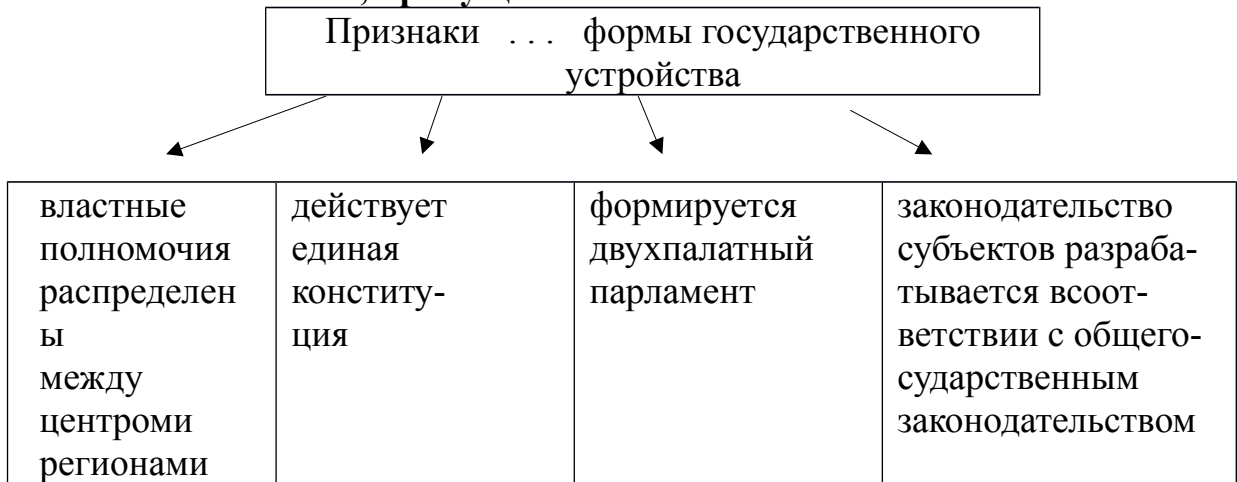 Признаки ... формы государственного
устройства
властные
полномочия
распределен
ы
между
центроми
регионами
действует
единая
конститу-
ция
формируется
двухпалатный
парламент
законодательство
субъектов разраба-
тывается всоот-
ветствии с общего-
сударственным
законодательством